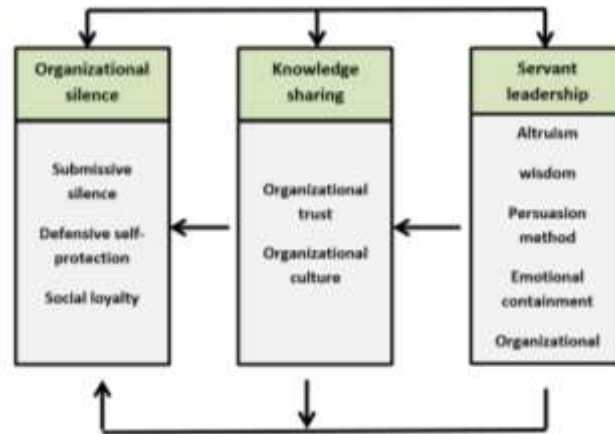 Organizational
silence
Submissive
silence
Defensive self-
protection
Social loyalty
Knowledge
sharing
Organizational
trust
Organizational
culture
Servant
leadership
Altruism
wisdom
Persuasion
method
Emotional
containment
Organizational